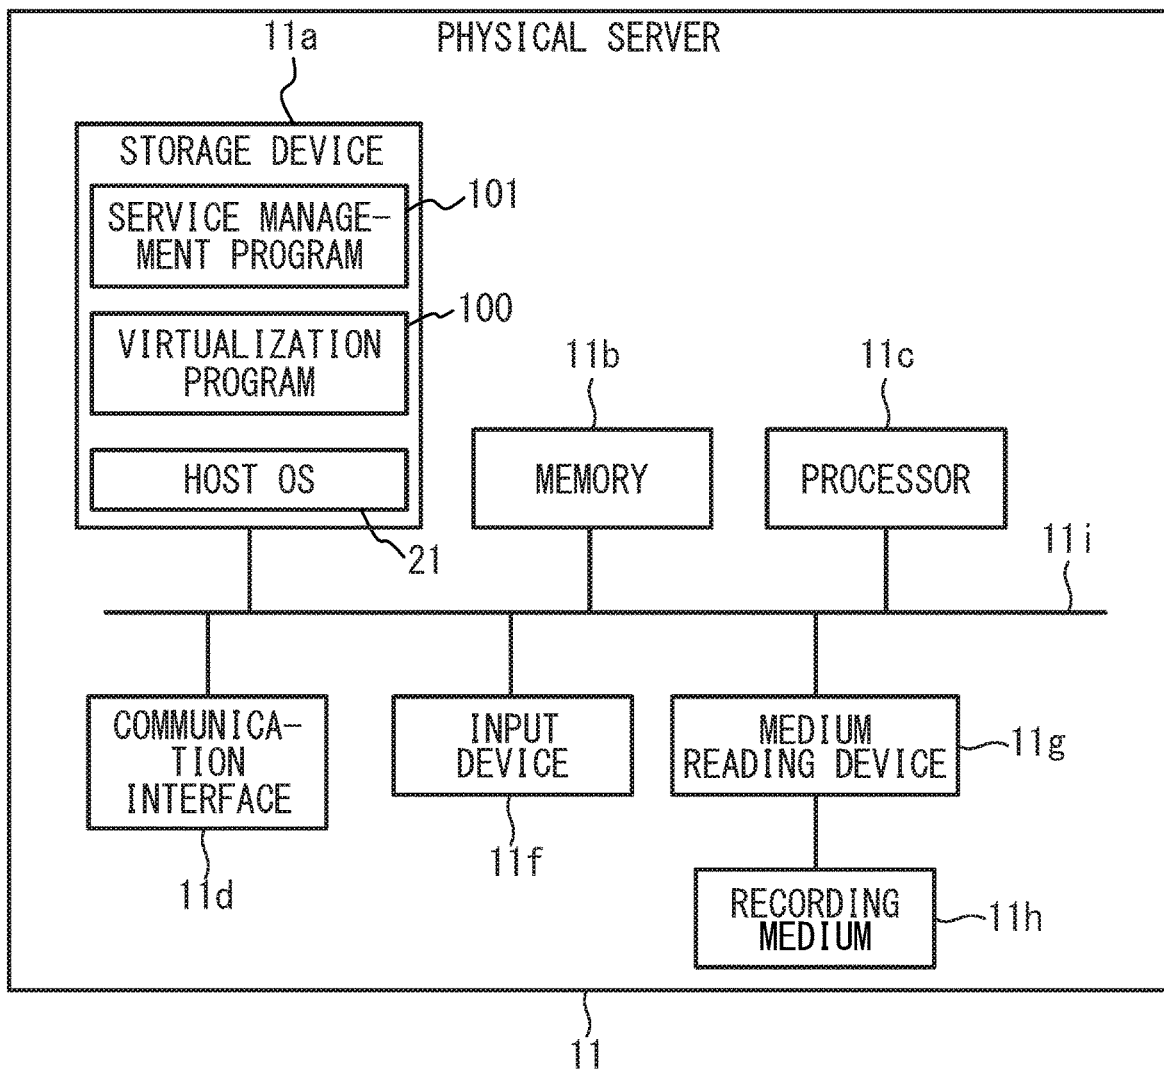 11a
PHYSICAL SERVER
STORAGE DEVICE
101
SERVICE MANAGE-
MENT PROGRAM
100
VIRTUALIZATION
PROGRAM
11b
11c
HOST OS
MEMORY
PROCESSOR
21
11i
COMMUNICA-
TION
INTERFACE
INPUT
DEVICE
MEDIUM
READING DEVICE
11g
11d
11f
RECORDING
MEDIUM
11h
11